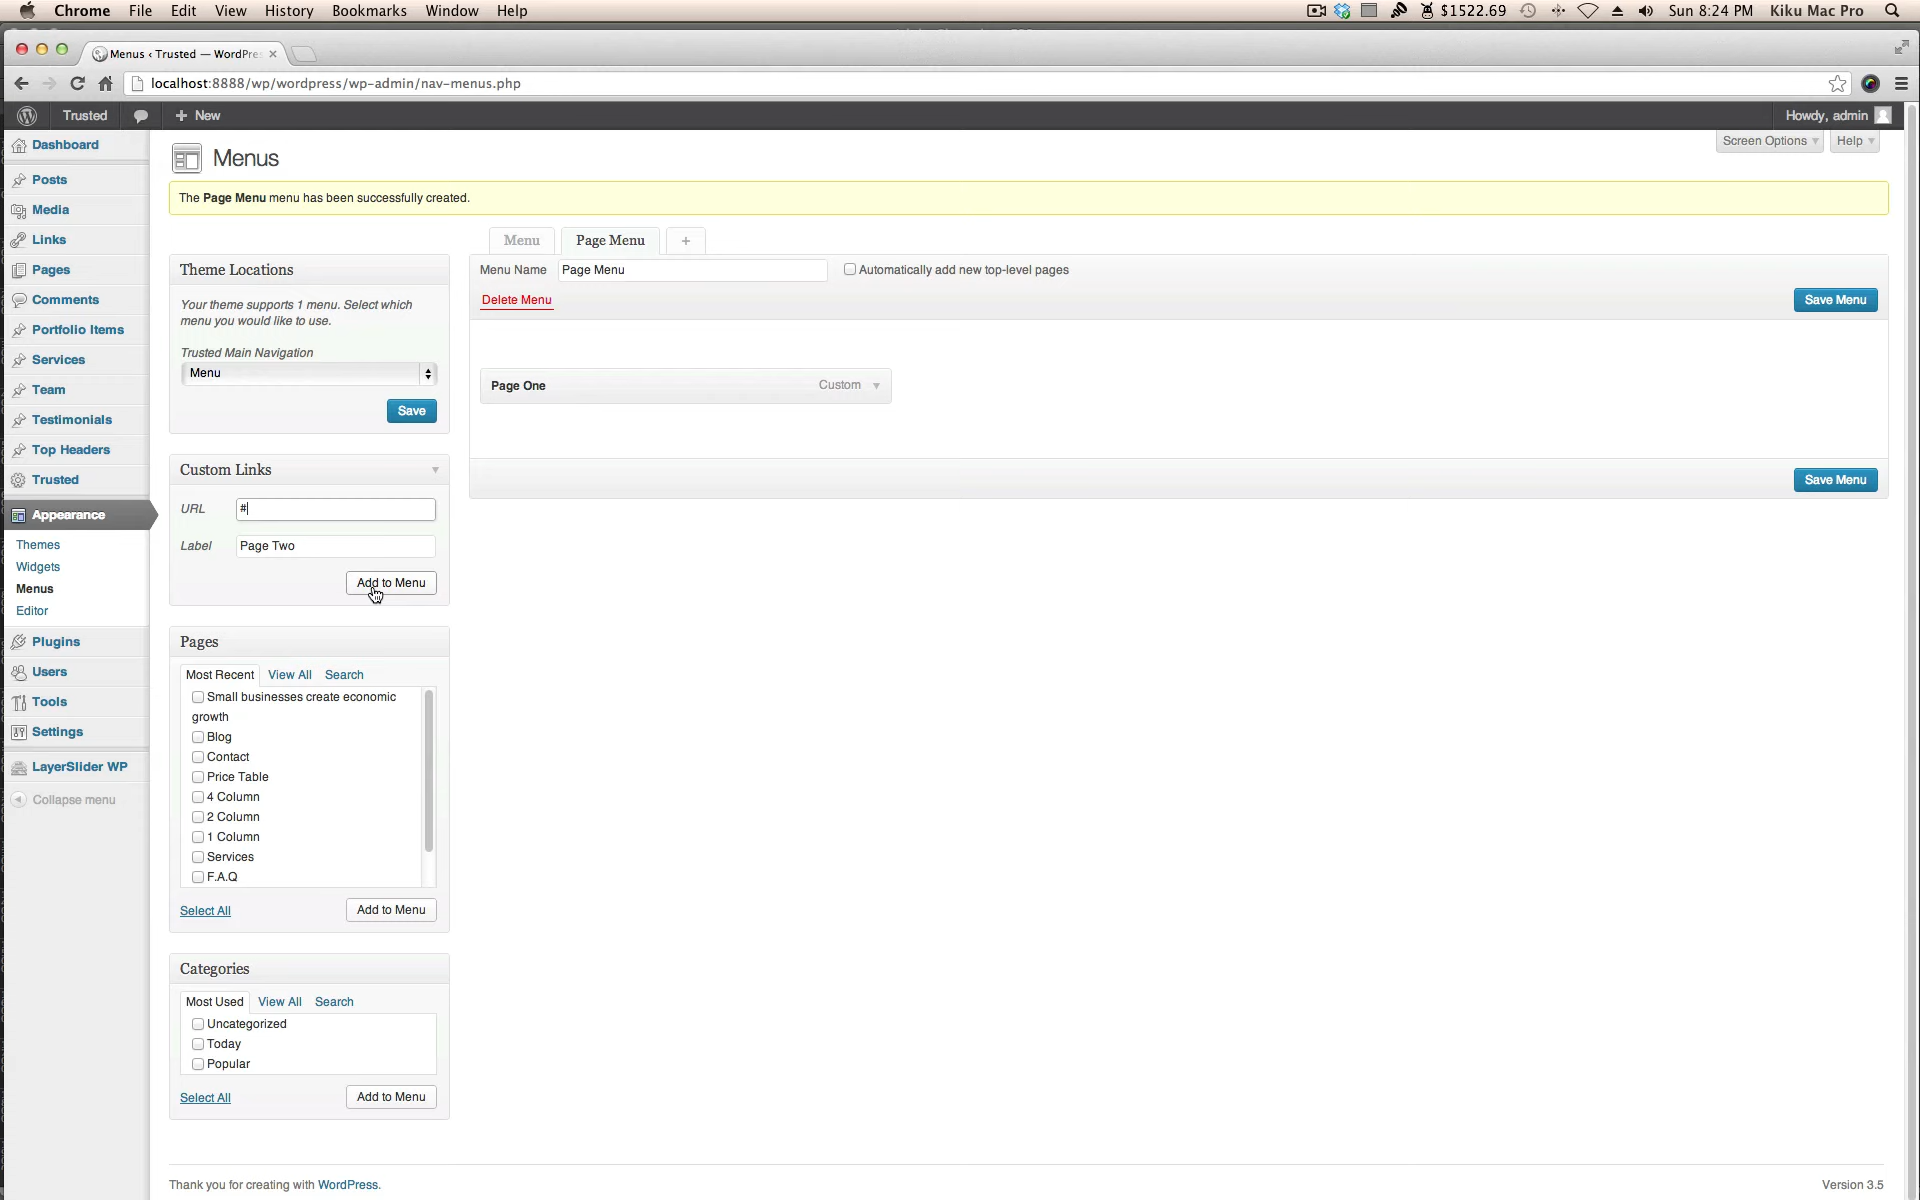 Chrome File Edit View History Bookmarks Window Help
$1522.69 Sun 8:24 PM Kiku Mac Pro
Menus ‹ Trusted — WordPre
localhost:8888/wp/wordpress/wp-admin/nav-menus.php
Trusted + New Howdy, admin
Screen Options Help
Dashboard
Posts
Media
Links
Pages
Comments
Portfolio Items
Services
Team
Testimonials
Top Headers
Trusted
Appearance
Themes
Widgets
Menus
Editor
Plugins
Users
Tools
Settings
LayerSlider WP
Collapse menu
Menus
The Page Menu menu has been successfully created.
Theme Locations
Your theme supports 1 menu. Select which
menu you would like to use.
Trusted Main Navigation
Menu
Save
Custom Links
URL #
Label Page Two
Add to Menu
Pages
Most Recent View All Search
Small businesses create economic
growth
Blog
Contact
Price Table
4 Column
2 Column
1 Column
Services
F.A.Q
Select All Add to Menu
Categories
Most Used View All Search
Uncategorized
Today
Popular
Select All Add to Menu
Menu Page Menu +
Menu Name Page Menu Automatically add new top-level pages
Delete Menu Save Menu
Page One Custom
Save Menu
Thank you for creating with WordPress. Version 3.5